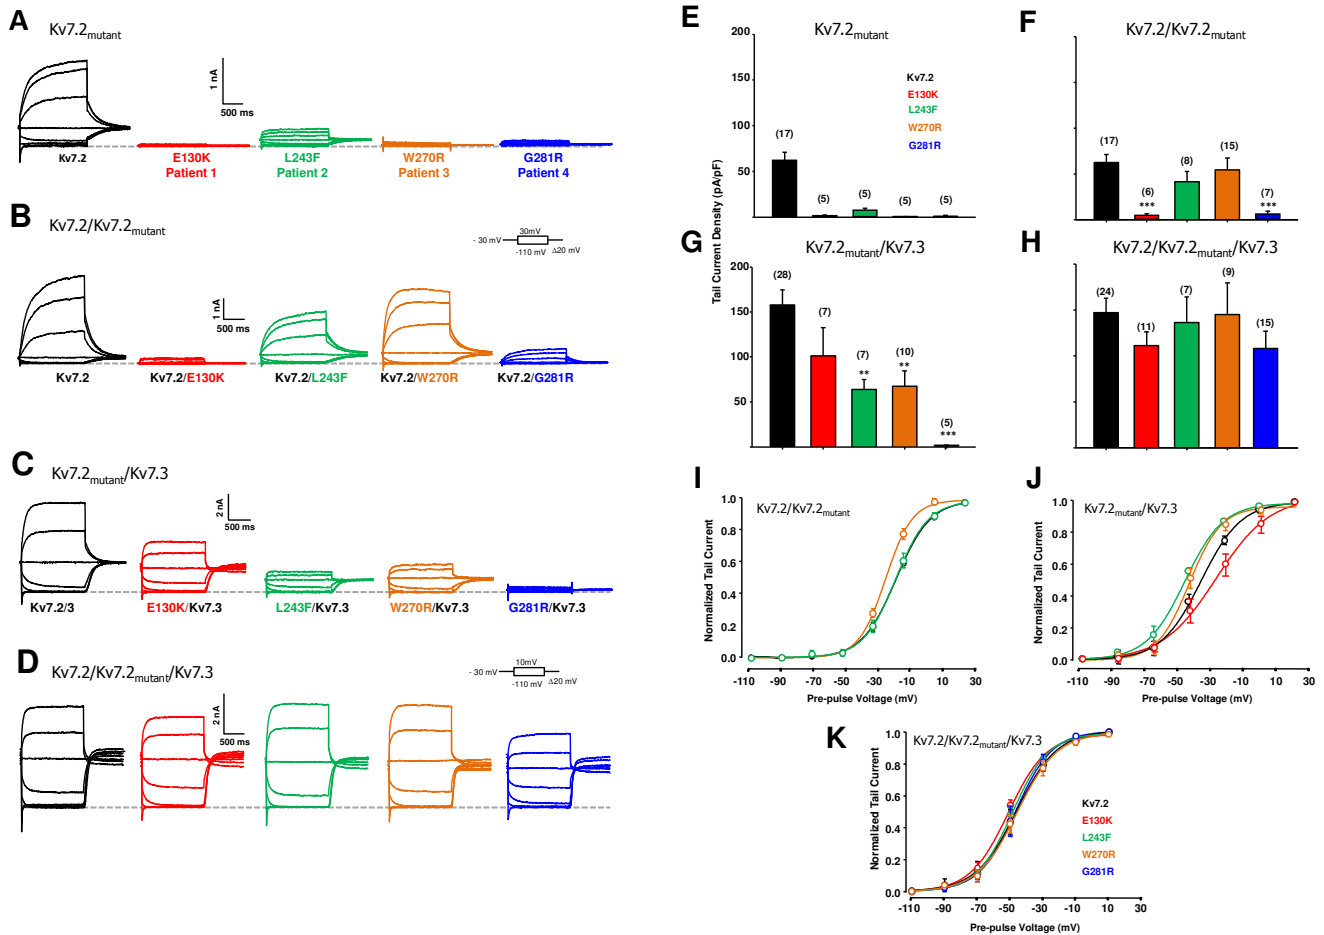 A
Kv7.2mutant
1 nA
500 ms
Kv7.2
E130K
Patient 1
L243F
Patient 2
W270R
Patient 3
G281R
Patient 4
B
Kv7.2/Kv7.2mutant
30mV
- 30 mV
-110 mV
Δ20 mV
1 nA
500 ms
Kv7.2
Kv7.2/E130K
Kv7.2/L243F
Kv7.2/W270R
Kv7.2/G281R
C
Kv7.2mutant/Kv7.3
2 nA
500 ms
Kv7.2/3
E130K/Kv7.3
L243F/Kv7.3
W270R/Kv7.3
G281R/Kv7.3
D
Kv7.2/Kv7.2mutant/Kv7.3
10mV
- 30 mV
-110 mV
Δ20 mV
2 nA
500 ms
E
Kv7.2mutant
200
150
100
50
Tail Current Density (pA/pF)
Kv7.2
E130K
L243F
W270R
G281R
(17)
(5)
(5)
(5)
(5)
F
Kv7.2/Kv7.2mutant
(17)
(6)
***
(8)
(15)
(7)
***
G
Kv7.2mutant/Kv7.3
200
150
100
50
(28)
(7)
(7)
**
(10)
**
(5)
***
H
Kv7.2/Kv7.2mutant/Kv7.3
(24)
(11)
(7)
(9)
(15)
I
Kv7.2/Kv7.2mutant
Normalized Tail Current
1.0
0.8
0.6
0.4
0.2
0.0
-110 -90 -70 -50 -30 -10 10 30
Pre-pulse Voltage (mV)
J
Kv7.2mutant/Kv7.3
Normalized Tail Current
1.0
0.8
0.6
0.4
0.2
0.0
-110 -90 -70 -50 -30 -10 10 30
Pre-pulse Voltage (mV)
K
Kv7.2/Kv7.2mutant/Kv7.3
Normalized Tail Current
1.0
0.8
0.6
0.4
0.2
0.0
Kv7.2
E130K
L243F
W270R
G281R
-110 -90 -70 -50 -30 -10 10 30
Pre-pulse Voltage (mV)